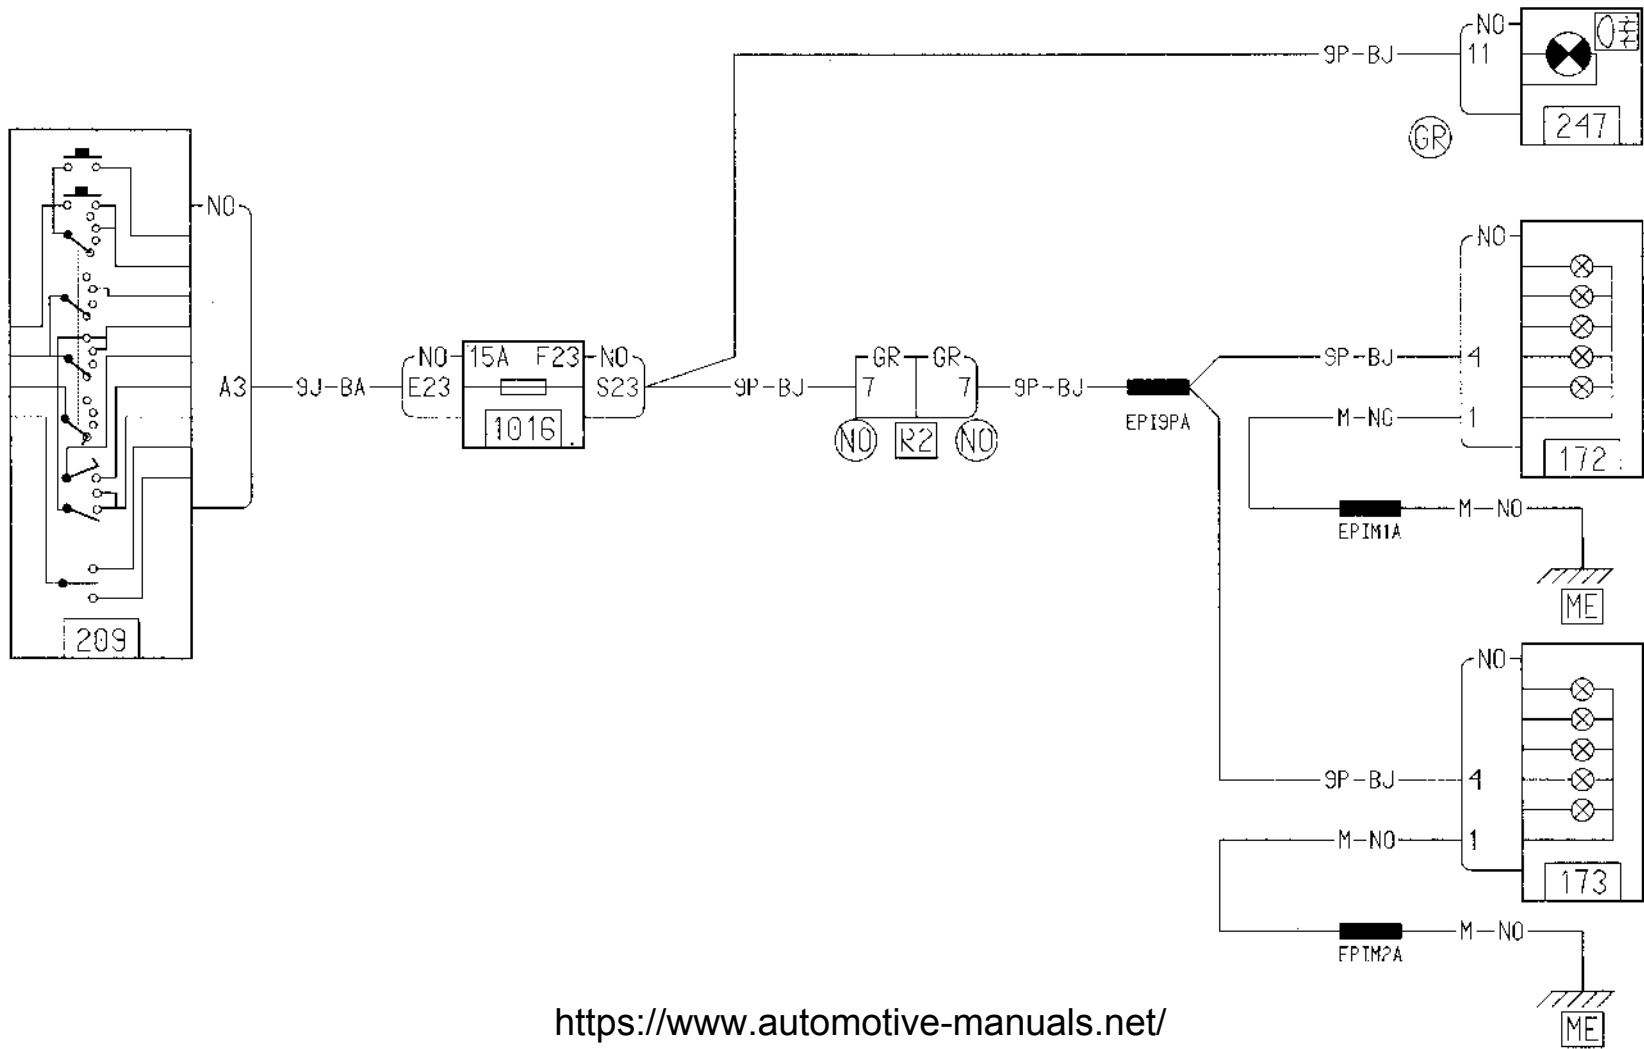 NO
9P-BJ
11
GR
247
NO
NO
A3
9J-BA
NO
15A
F23
NO
E23
S23
1016
9P-BJ
GR
GR
7
7
NO
R2
NO
9P-BJ
EPI9PA
9P-BJ
4
M-NO
1
172
EPIM1A
M-NO
ME
209
NO
9P-BJ
4
M-NO
1
173
EPIM2A
M-NO
ME
https://www.automotive-manuals.net/